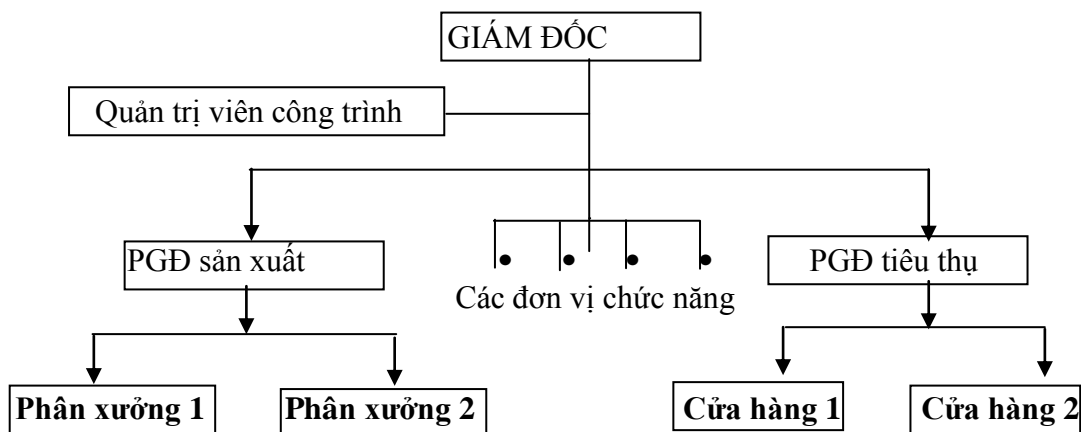 GIÁM ĐỐC
Quản trị viên công trình
PGĐ sản xuất
PGĐ tiêu thụ
Các đơn vị chức năng
Phân xưởng 1
Phân xưởng 2
Cửa hàng 1
Cửa hàng 2